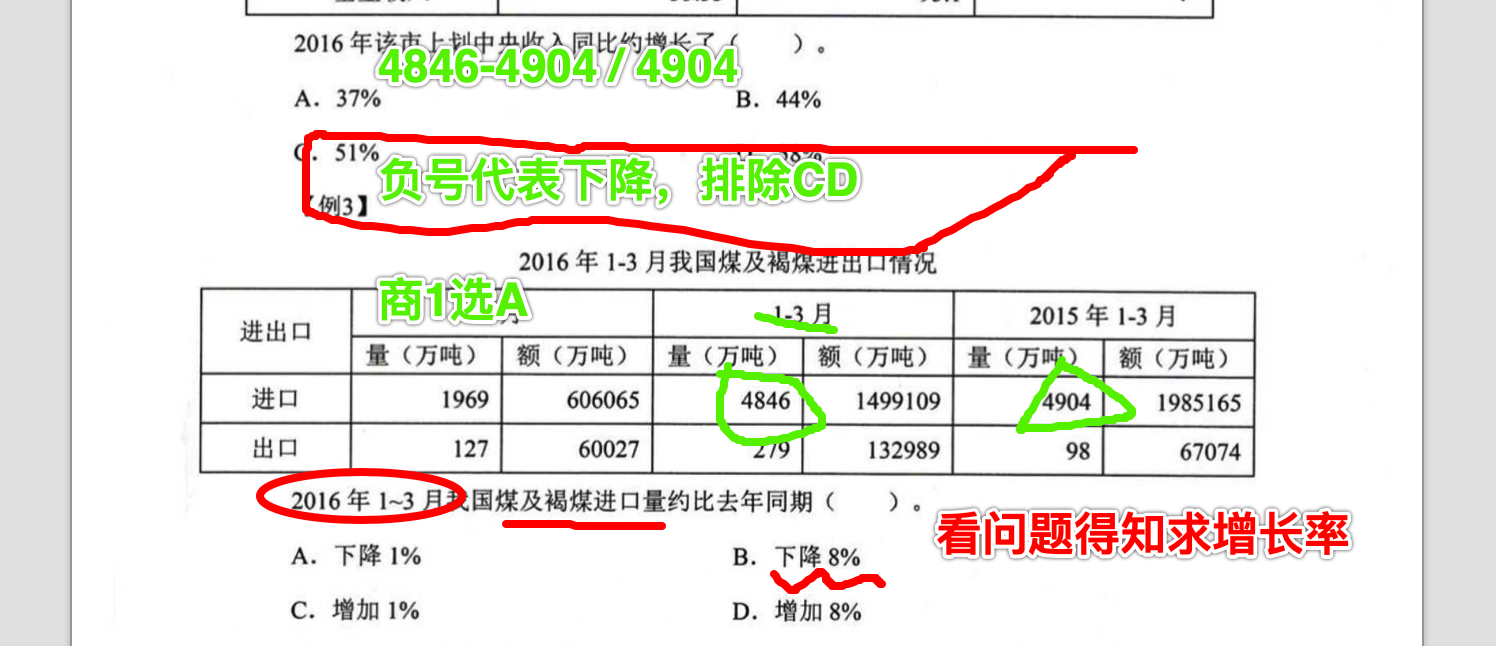 2016 年该市上划中央收入同比约增长了（ ）。
4846-4904 / 4904
A. 37% B. 44%
C. 51% 58%
负号代表下降，排除CD
【例3】
2016 年 1-3 月我国煤及褐煤进出口情况
商1选A
进出口 月 1-3 月 2015 年 1-3 月
量（万吨） 额（万吨） 量（万吨） 额（万吨） 量（万吨） 额（万吨）
进口 1969 606065 4846 1499109 4904 1985165
出口 127 60027 279 132989 98 67074
2016 年 1~3 月我国煤及褐煤进口量约比去年同期（ ）。
看问题得知求增长率
A. 下降 1% B. 下降 8%
C. 增加 1% D. 增加 8%